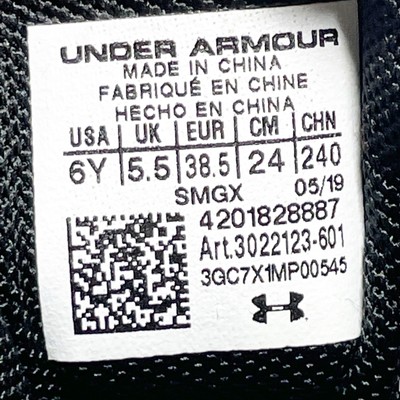 UNDER ARMOUR
MADE IN CHINA
FABRIQUÉ EN CHINE
HECHO EN CHINA
USA UK EUR CM CHN
6Y 5.5 38.5 24 240
SMGX 05/19
4201828887
Art.3022123-601
3GC7X1MP00545